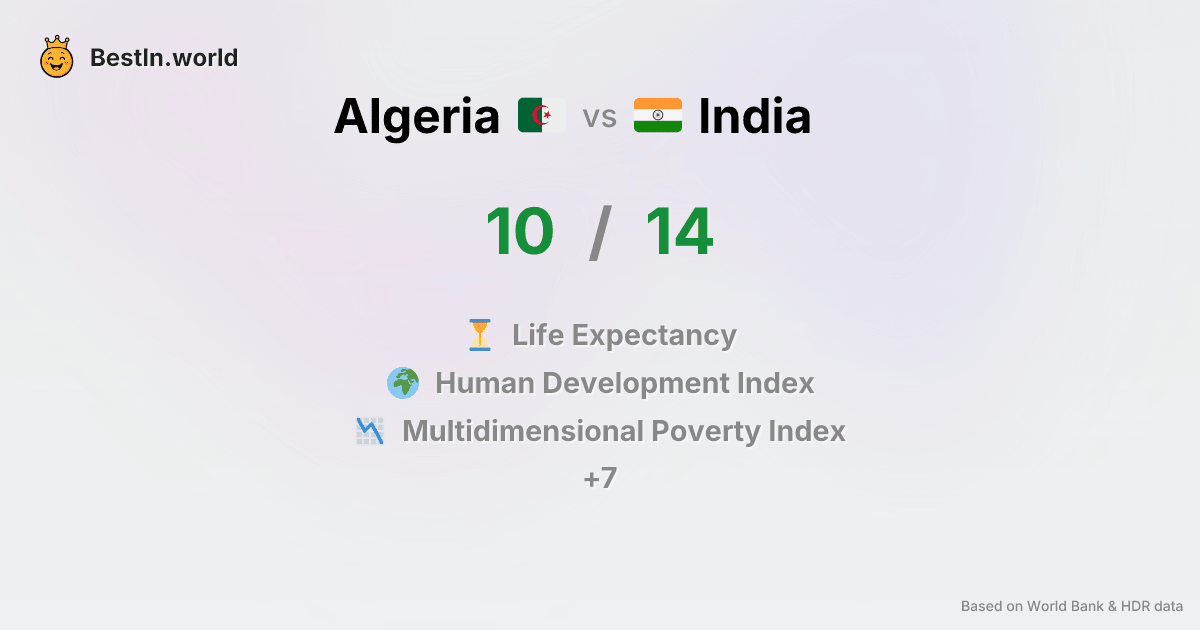 BestIn.world
Algeria vs India
10 / 14
Life Expectancy
Human Development Index
Multidimensional Poverty Index
+7
Based on World Bank & HDR data